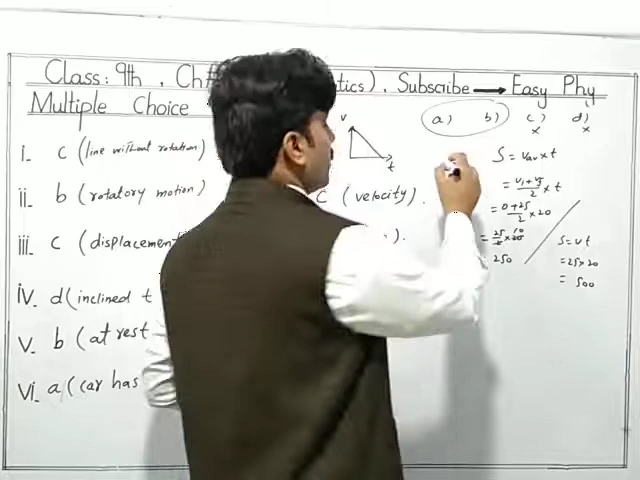 Class: 9th , Ch# tics) . Subscribe → Easy Phy
Multiple Choice
i. c (line without rotation)
ii. b (rotatory motion)
iii. c (displacement
iv. d (inclined t
v. b (at rest
vi. a (car has
v
t
c (velocity).
).
a) b) c) d)
x x
S = Vav × t
= Vi + Vf / 2 × t
= 0 + 25 / 2 × 20
= 25 / 2 × 20 10
250
S = vt
= 25 × 20
= 500